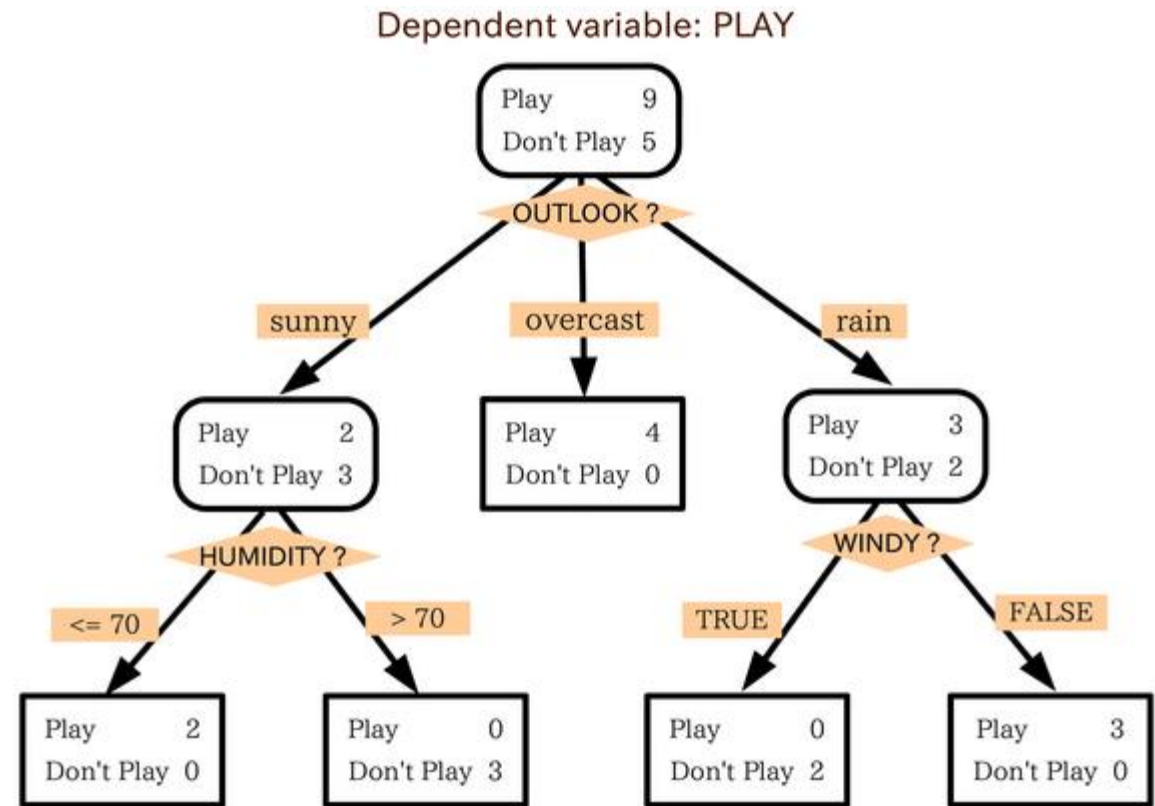 Dependent variable: PLAY
Play 9
Don't Play 5
OUTLOOK ?
sunny
overcast
rain
Play 2
Don't Play 3
Play 4
Don't Play 0
Play 3
Don't Play 2
HUMIDITY ?
WINDY ?
<= 70
> 70
TRUE
FALSE
Play 2
Don't Play 0
Play 0
Don't Play 3
Play 0
Don't Play 2
Play 3
Don't Play 0